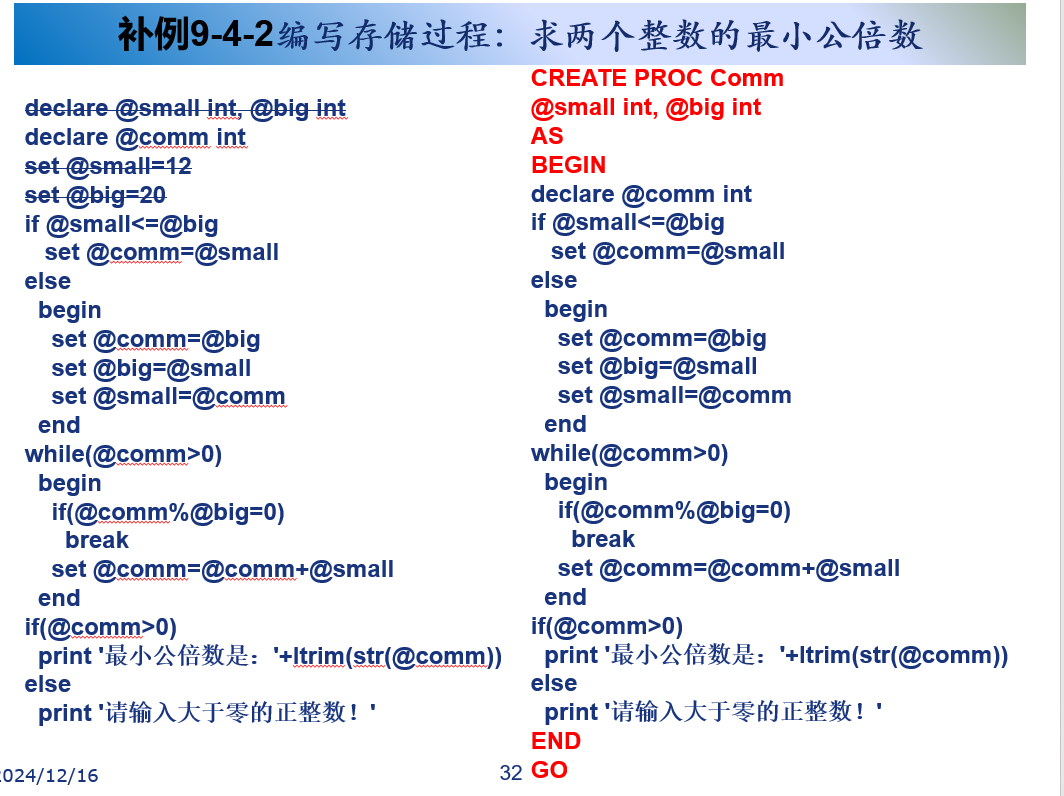 补例9-4-2编写存储过程：求两个整数的最小公倍数
declare @small int, @big int
declare @comm int
set @small=12
set @big=20
if @small<=@big
set @comm=@small
else
begin
set @comm=@big
set @big=@small
set @small=@comm
end
while(@comm>0)
begin
if(@comm%@big=0)
break
set @comm=@comm+@small
end
if(@comm>0)
print '最小公倍数是：'+ltrim(str(@comm))
else
print '请输入大于零的正整数！'
CREATE PROC Comm
@small int, @big int
AS
BEGIN
declare @comm int
if @small<=@big
set @comm=@small
else
begin
set @comm=@big
set @big=@small
set @small=@comm
end
while(@comm>0)
begin
if(@comm%@big=0)
break
set @comm=@comm+@small
end
if(@comm>0)
print '最小公倍数是：'+ltrim(str(@comm))
else
print '请输入大于零的正整数！'
END
GO
2024/12/16
32